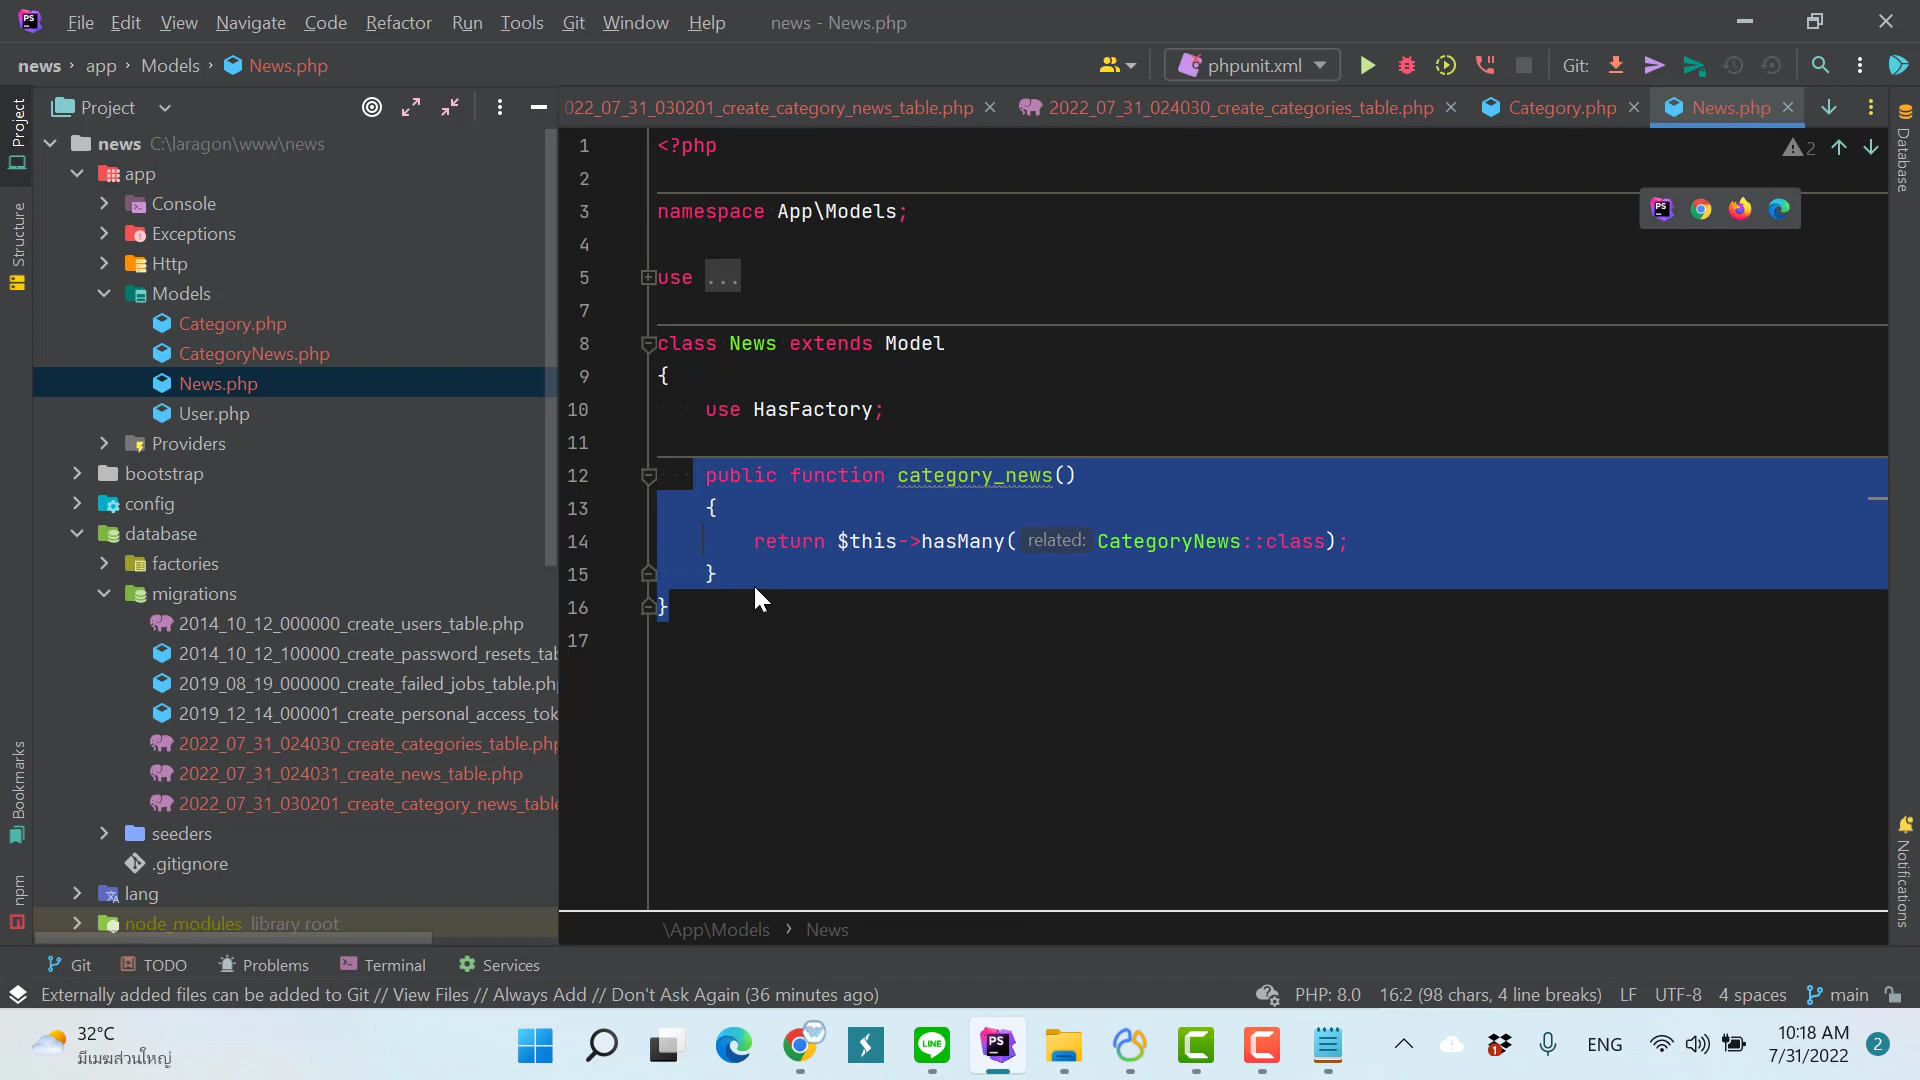 File Edit View Navigate Code Refactor Run Tools Git Window Help news - News.php
news › app › Models › News.php phpunit.xml Git:
Project
022_07_31_030201_create_category_news_table.php 2022_07_31_024030_create_categories_table.php Category.php News.php
news C:\laragon\www\news
app
Console
Exceptions
Http
Models
Category.php
CategoryNews.php
News.php
User.php
Providers
bootstrap
config
database
factories
migrations
2014_10_12_000000_create_users_table.php
2014_10_12_100000_create_password_resets_tab
2019_08_19_000000_create_failed_jobs_table.ph
2019_12_14_000001_create_personal_access_tok
2022_07_31_024030_create_categories_table.php
2022_07_31_024031_create_news_table.php
2022_07_31_030201_create_category_news_table
seeders
.gitignore
lang
node_modules library root
Project
Structure
Bookmarks
npm
1 <?php
2
3 namespace App\Models;
4
5 use ...
7
8 class News extends Model
9 {
10 use HasFactory;
11
12 public function category_news()
13 {
14 return $this->hasMany( related: CategoryNews::class);
15 }
16 }
17
2
Database
Notifications
\App\Models › News
Git TODO Problems Terminal Services
Externally added files can be added to Git // View Files // Always Add // Don't Ask Again (36 minutes ago) PHP: 8.0 16:2 (98 chars, 4 line breaks) LF UTF-8 4 spaces main
32°C
มีเมฆส่วนใหญ่
LINE
PS
1
ENG
10:18 AM
7/31/2022
2